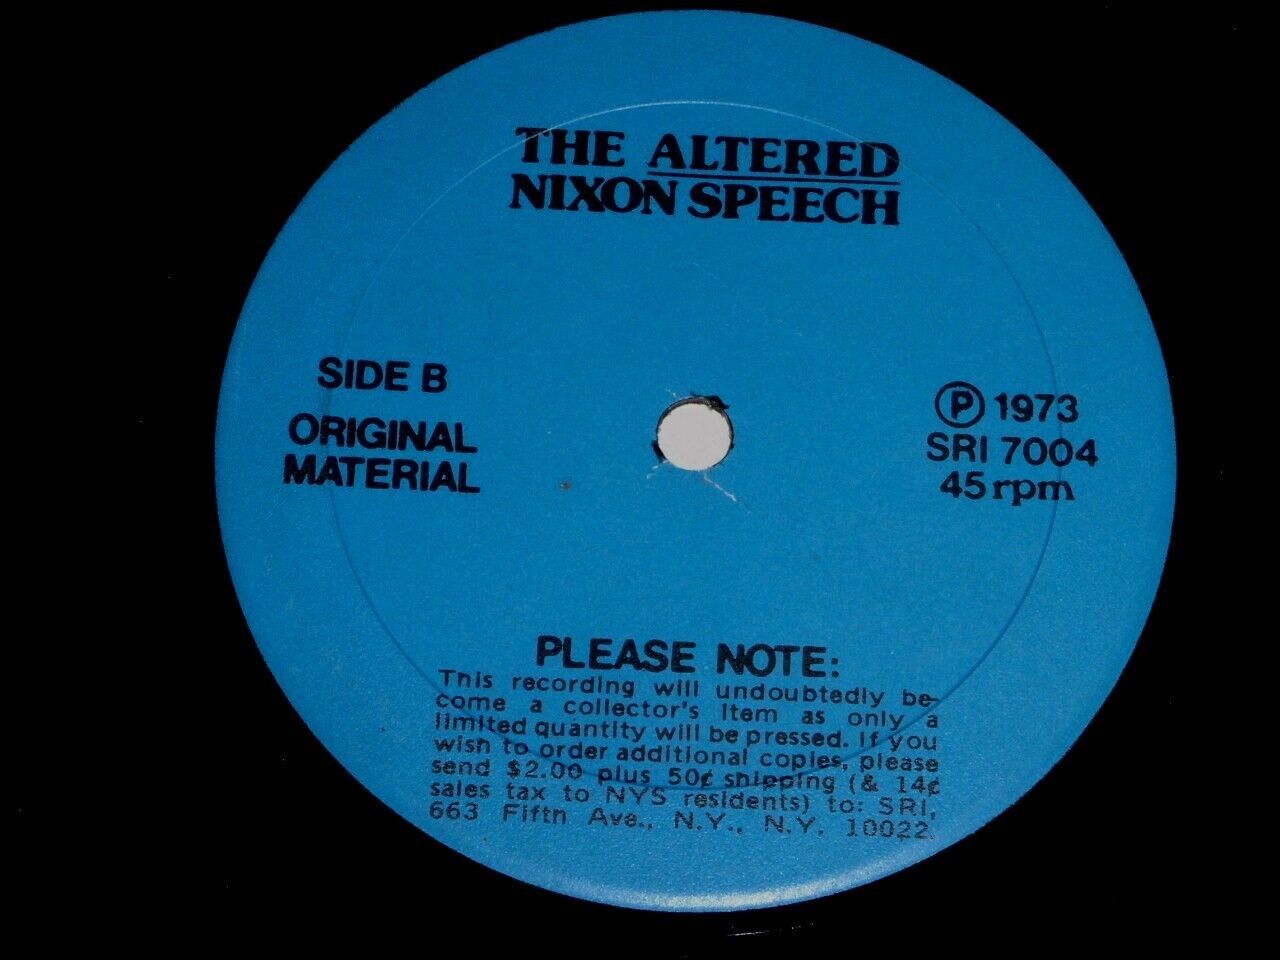 THE ALTERED
NIXON SPEECH
SIDE B
ORIGINAL
MATERIAL
Ⓟ 1973
SRI 7004
45 rpm
PLEASE NOTE:
This recording will undoubtedly be-
come a collector's item as only a
limited quantity will be pressed. If you
wish to order additional copies, please
send $2.00 plus 50¢ shipping (& 14¢
sales tax to NYS residents) to: SRI,
663 Fifth Ave., N.Y., N.Y. 10022.